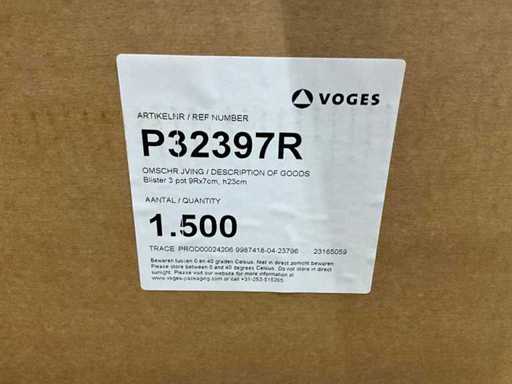 VOGES
ARTIKELNR / REF NUMBER
P32397R
OMSCHR JVING / DESCRIPTION OF GOODS
Blister 3 pot 9Rx7cm, h23cm
AANTAL / QUANTITY
1.500
TRACE: PROD00024206 9987418-04-23796 23165059
Bewaren tussen 0 en 40 graden Celsius. Niet in direct zonlicht bewaren.
Please store between 0 and 40 degrees Celsius. Do not store in direct
sunlight. Please visit our website for more information at
www.voges-packaging.com or call +31-253-